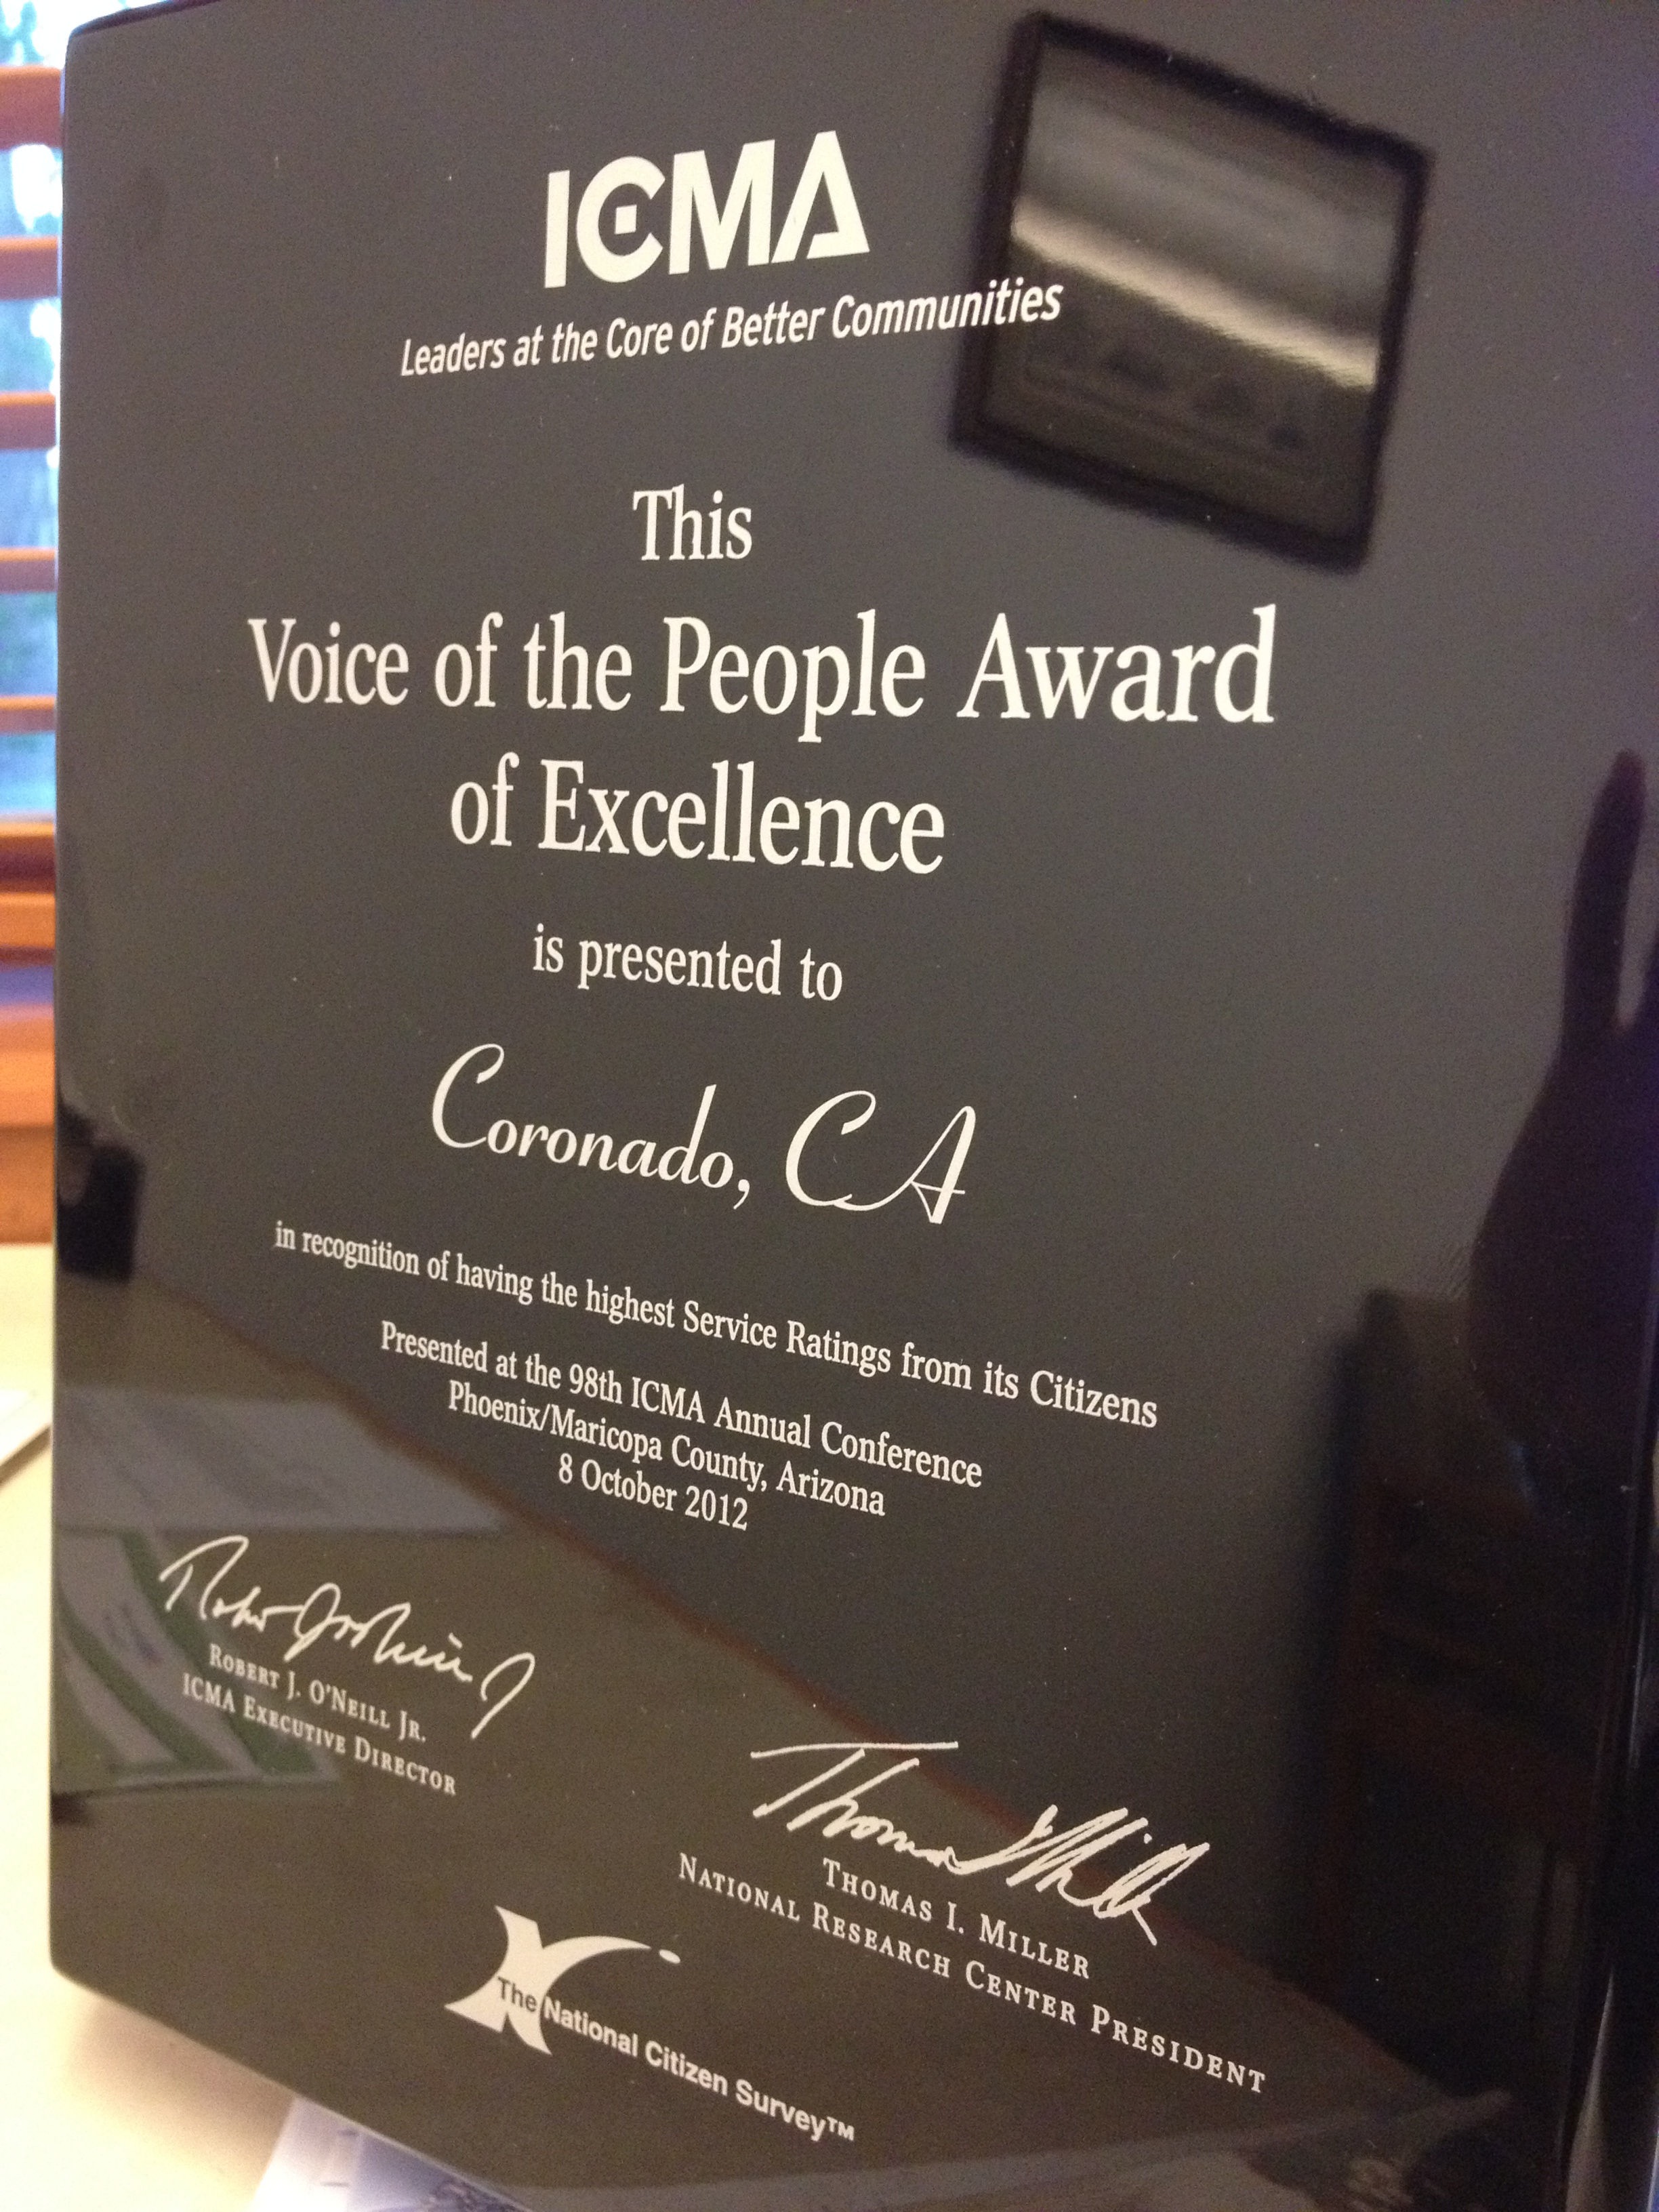 ICMA
Leaders at the Core of Better Communities
This
Voice of the People Award
of Excellence
is presented to
Coronado, CA
in recognition of having the highest Service Ratings from its Citizens
Presented at the 98th ICMA Annual Conference
Phoenix/Maricopa County, Arizona
8 October 2012
ROBERT J. O'NEILL JR.
ICMA EXECUTIVE DIRECTOR
THOMAS I. MILLER
NATIONAL RESEARCH CENTER PRESIDENT
The National Citizen Survey™